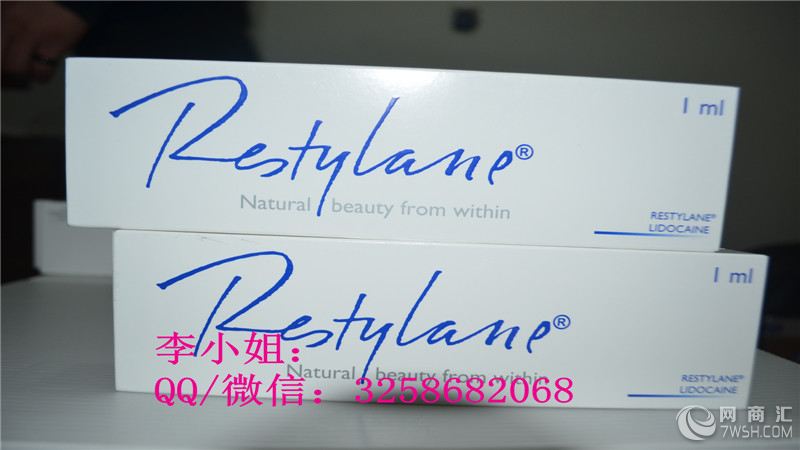 Restylane®
1 ml
Natural beauty from within
RESTYLANE®
LIDOCAINE
Restylane®
1 ml
Natural beauty from within
RESTYLANE®
LIDOCAINE
李小姐：
QQ/微信：3258682068
网商汇
7WSH.COM